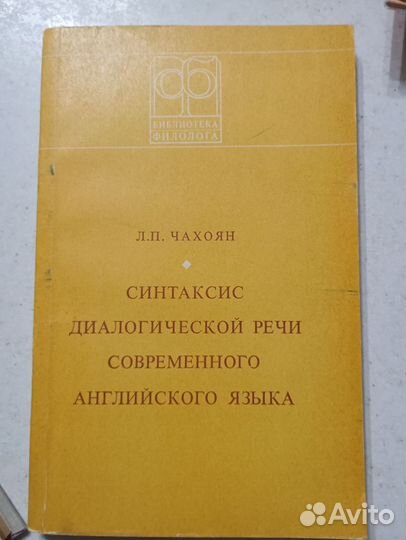 БИБЛИОТЕКА
ФИЛОЛОГА
Л.П. ЧАХОЯН
СИНТАКСИС
ДИАЛОГИЧЕСКОЙ РЕЧИ
СОВРЕМЕННОГО
АНГЛИЙСКОГО ЯЗЫКА
Avito